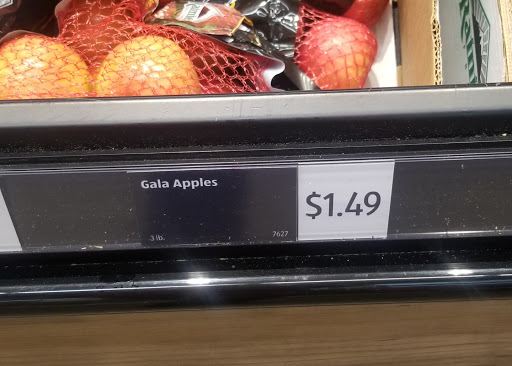 Gala Apples
$1.49
3 lb.
7627